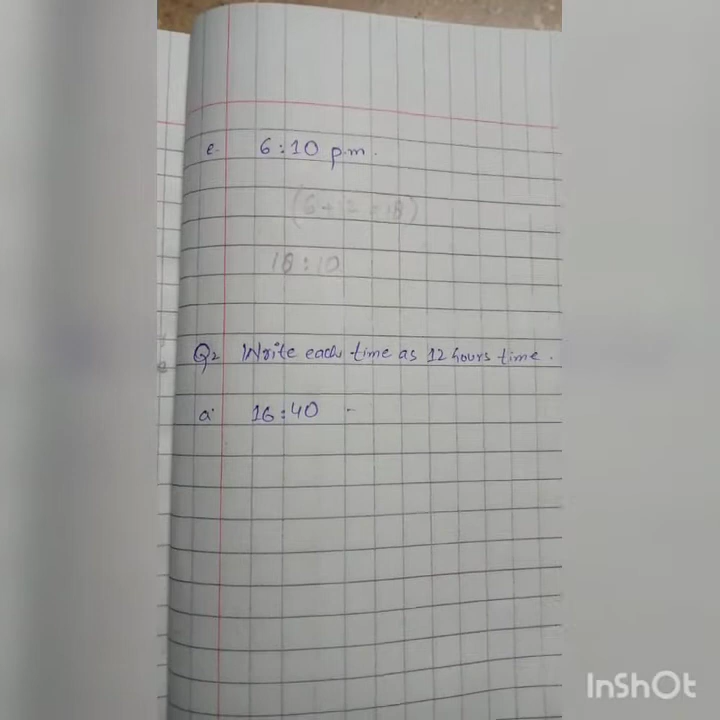 e. 6:10 p.m.
(6+12=18)
18:10
Q2 Write each time as 12 hours time.
a. 16:40 -
InShOt